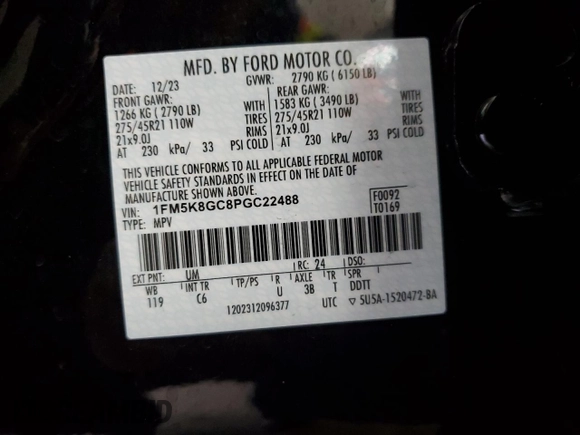 MFD. BY FORD MOTOR CO.
DATE: 12/23 GVWR: 2790 KG ( 6150 LB)
FRONT GAWR: REAR GAWR:
1266 KG ( 2790 LB) WITH 1583 KG ( 3490 LB) WITH
275/45R21 110W TIRES 275/45R21 110W TIRES
21x9.0J RIMS 21x9.0J RIMS
AT 230 kPa/ 33 PSI COLD AT 230 kPa/ 33 PSI COLD
THIS VEHICLE CONFORMS TO ALL APPLICABLE FEDERAL MOTOR
VEHICLE SAFETY STANDARDS IN EFFECT ON THE DATE OF
MANUFACTURE SHOWN ABOVE.
VIN: 1FM5K8GC8PGC22488 F0092
TYPE: MPV T0169
EXT PNT: UM RC: 24 DSO:
WB INT TR TP/PS R AXLE TR SPR
119 C6 U 3B T DDTT
1202312096377 UTC ▽ SU5A-1520472-BA